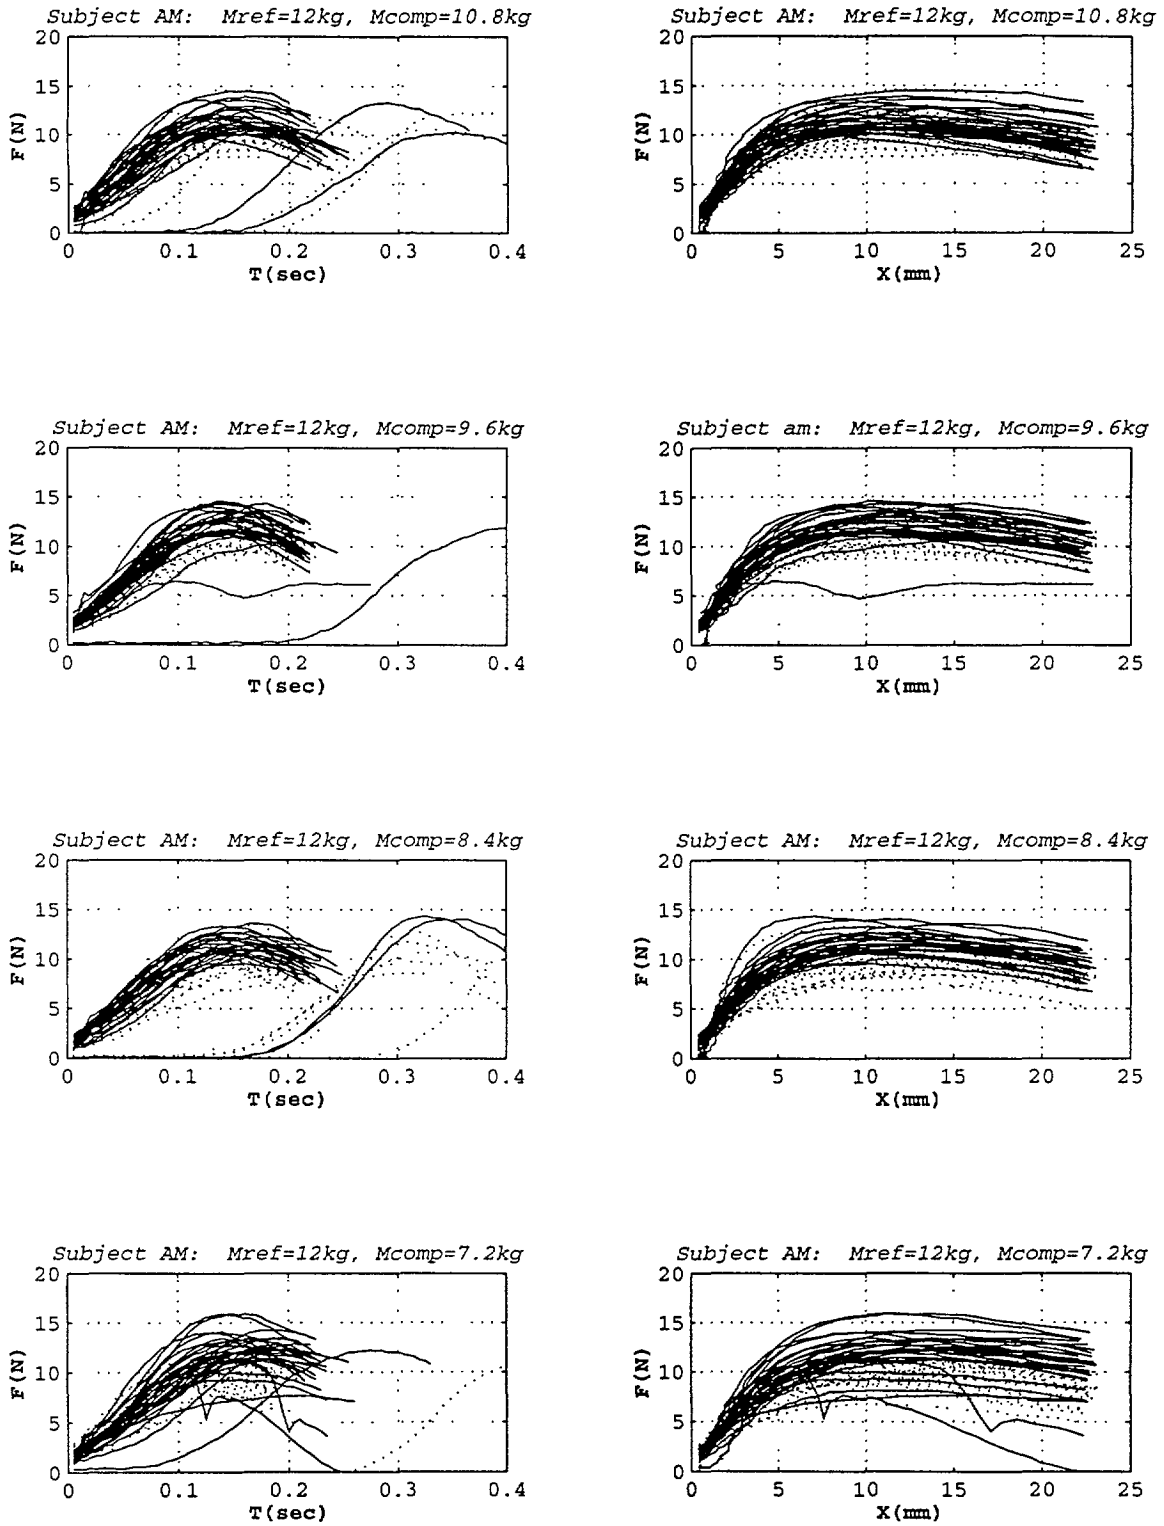 Subject AM: Mref=12kg, Mcomp=10.8kg
20
15
10
5
0
F(N)
0 0.1 0.2 0.3 0.4
T(sec)
Subject AM: Mref=12kg, Mcomp=10.8kg
20
15
10
5
0
F(N)
0 5 10 15 20 25
X(mm)
Subject AM: Mref=12kg, Mcomp=9.6kg
20
15
10
5
0
F(N)
0 0.1 0.2 0.3 0.4
T(sec)
Subject am: Mref=12kg, Mcomp=9.6kg
20
15
10
5
0
F(N)
0 5 10 15 20 25
X(mm)
Subject AM: Mref=12kg, Mcomp=8.4kg
20
15
10
5
0
F(N)
0 0.1 0.2 0.3 0.4
T(sec)
Subject AM: Mref=12kg, Mcomp=8.4kg
20
15
10
5
0
F(N)
0 5 10 15 20 25
X(mm)
Subject AM: Mref=12kg, Mcomp=7.2kg
20
15
10
5
0
F(N)
0 0.1 0.2 0.3 0.4
T(sec)
Subject AM: Mref=12kg, Mcomp=7.2kg
20
15
10
5
0
F(N)
0 5 10 15 20 25
X(mm)